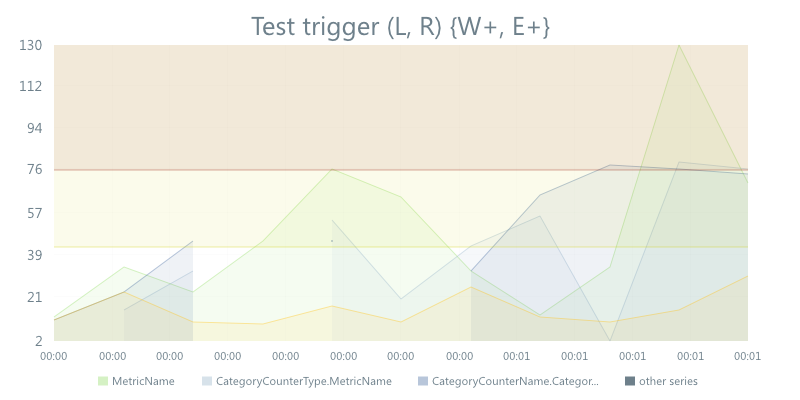 Test trigger (L, R) {W+, E+}
130
112
94
76
57
39
21
2
00:00 00:00 00:00 00:00 00:00 00:00 00:00 00:00 00:01 00:01 00:01 00:01 00:01
MetricName CategoryCounterType.MetricName CategoryCounterName.Categor... other series